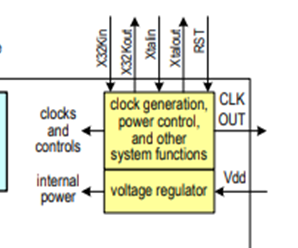 X32Kin
X32Kout
Xtalin
Xtalout
RST
clock generation,
power control,
and other
system functions
CLK
OUT
clocks
and
controls
voltage regulator
Vdd
internal
power